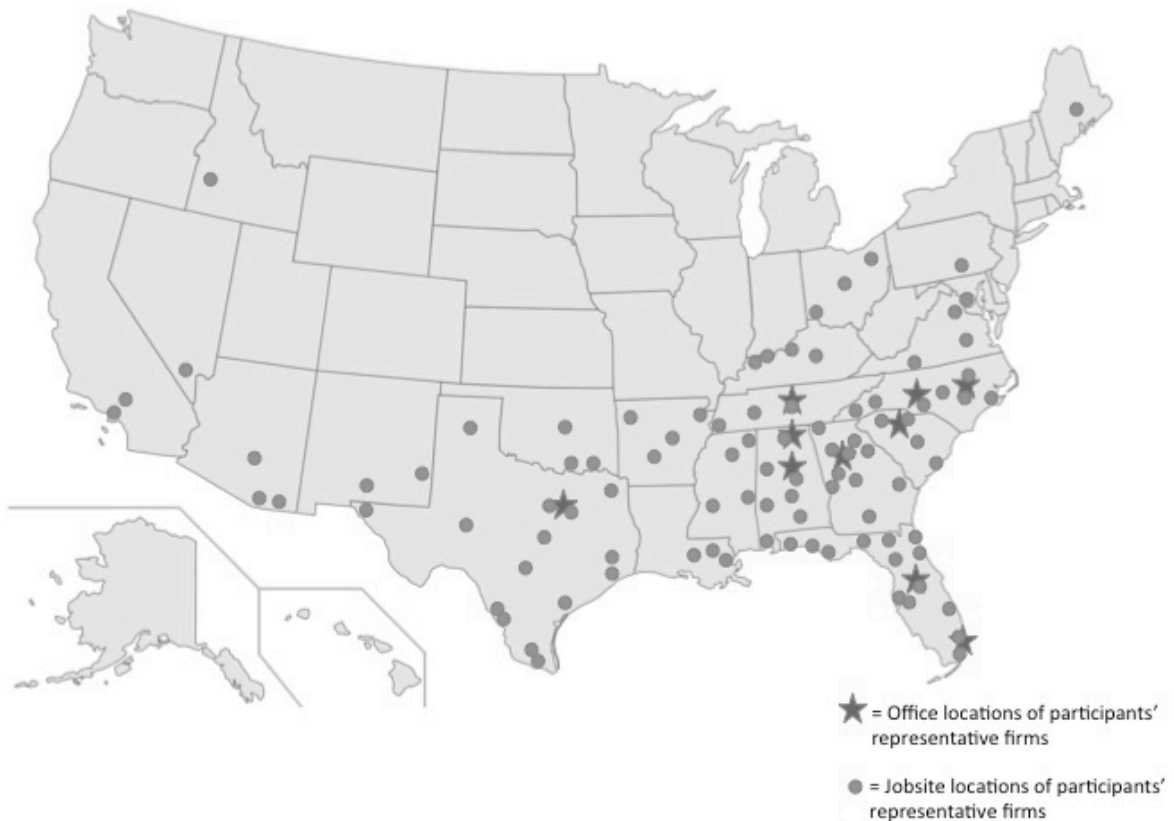 = Office locations of participants’
representative firms
= Jobsite locations of participants’
representative firms